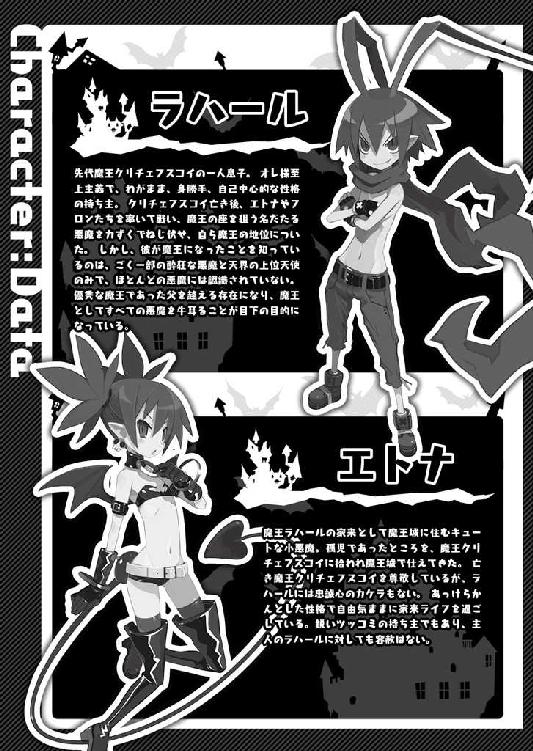 Character:Data
ラハール
先代魔王クリチェフスコイの一人息子。オレ様至
上主義で、わがまま、身勝手、自己中心的な性格
の持ち主。クリチェフスコイ亡き後、エトナやフ
ロンたちを率いて戦い、魔王の座を狙う名だたる
悪魔を力ずくでねじ伏せ、自ら魔王の地位につい
た。しかし、彼が魔王になったことを知ってい
るのは、ごく一部の酔狂な悪魔と天界の上位天使
のみで、ほとんどの悪魔には認識されていない。
優秀な魔王であった父を越える存在になり、魔王
としてすべての悪魔を牛耳ることが目下の目的に
なっている。
エトナ
魔王ラハールの家来として魔王城に住むキュー
トな小悪魔。孤児であったところを、魔王クリ
チェフスコイに拾われ魔王城で仕えてきた。亡
き魔王クリチェフスコイを尊敬しているが、ラ
ハールには忠誠心のカケラもない。あっけらか
んとした性格で自由気ままに家来ライフを過ご
している。鋭いツッコミの持ち主でもあり、主
人のラハールに対しても容赦はない。